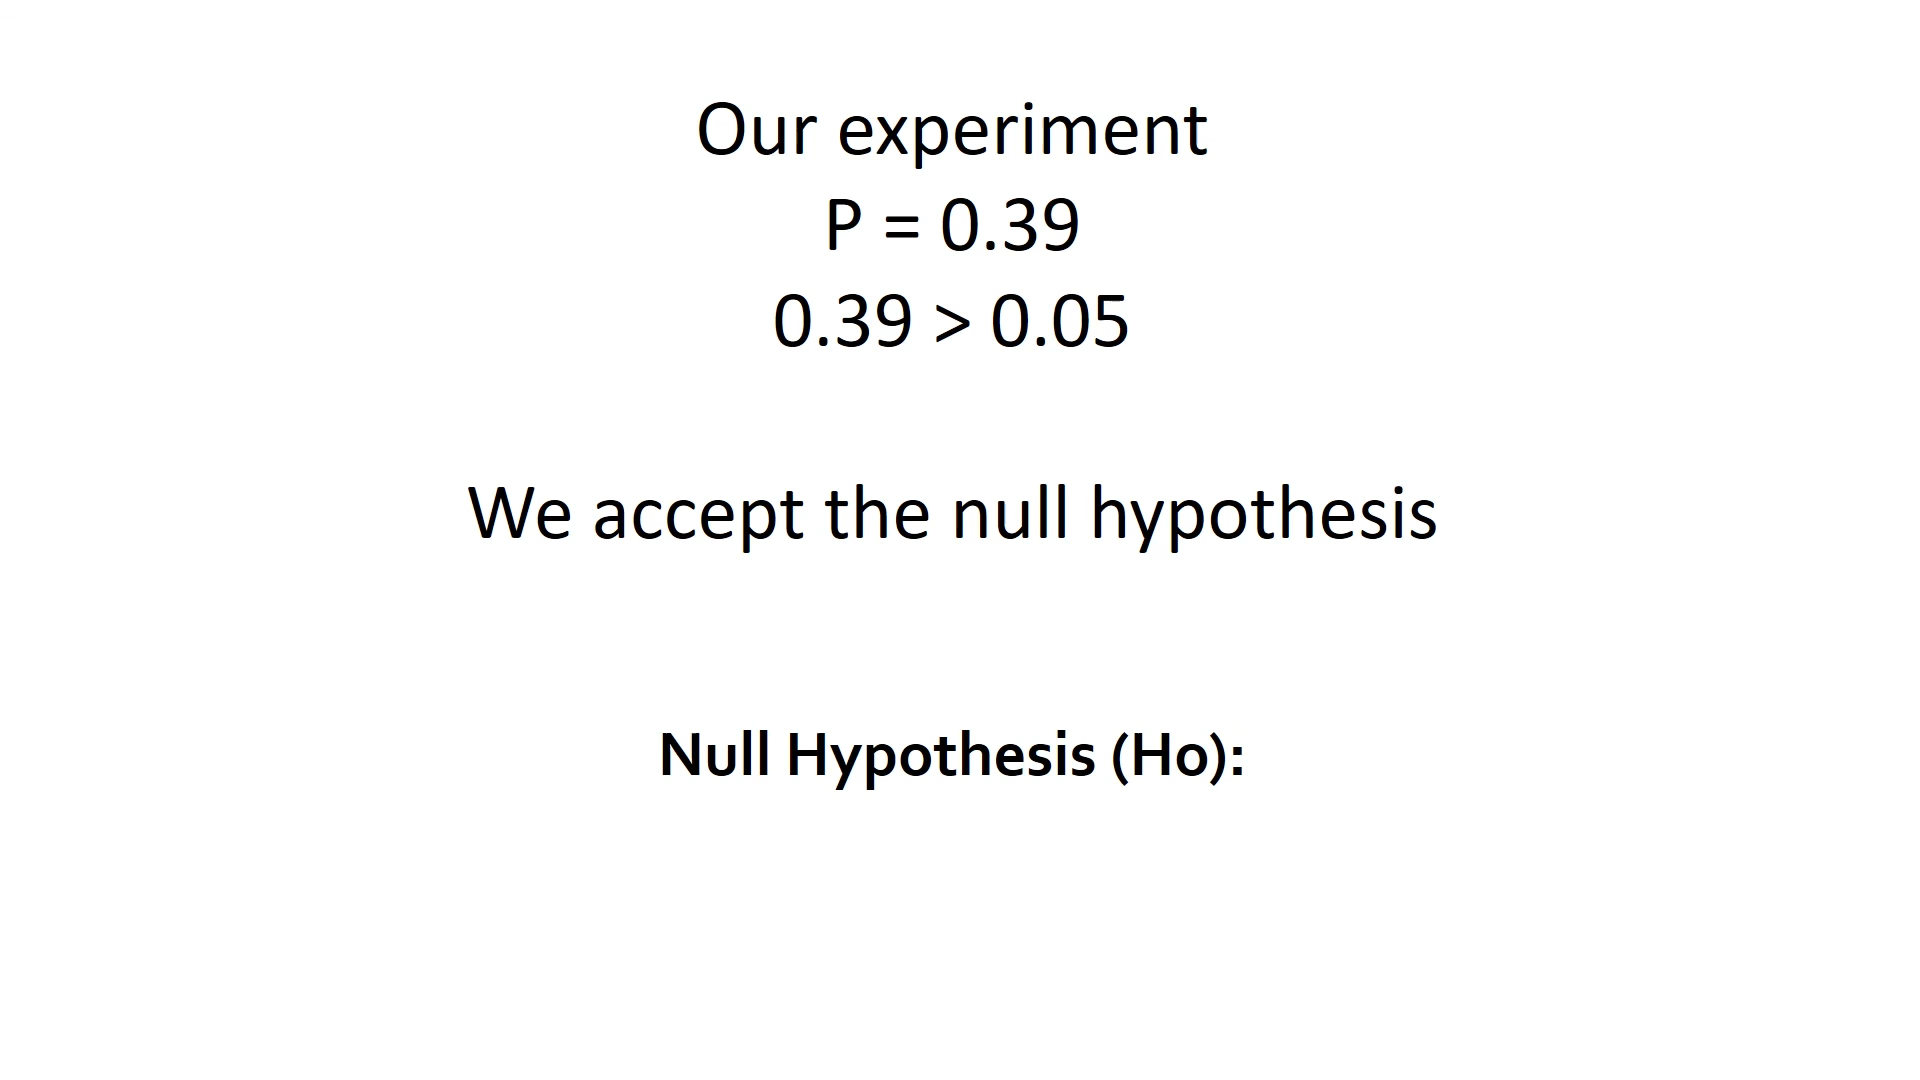 Our experiment
P = 0.39
0.39 > 0.05
We accept the null hypothesis
Null Hypothesis (Ho):